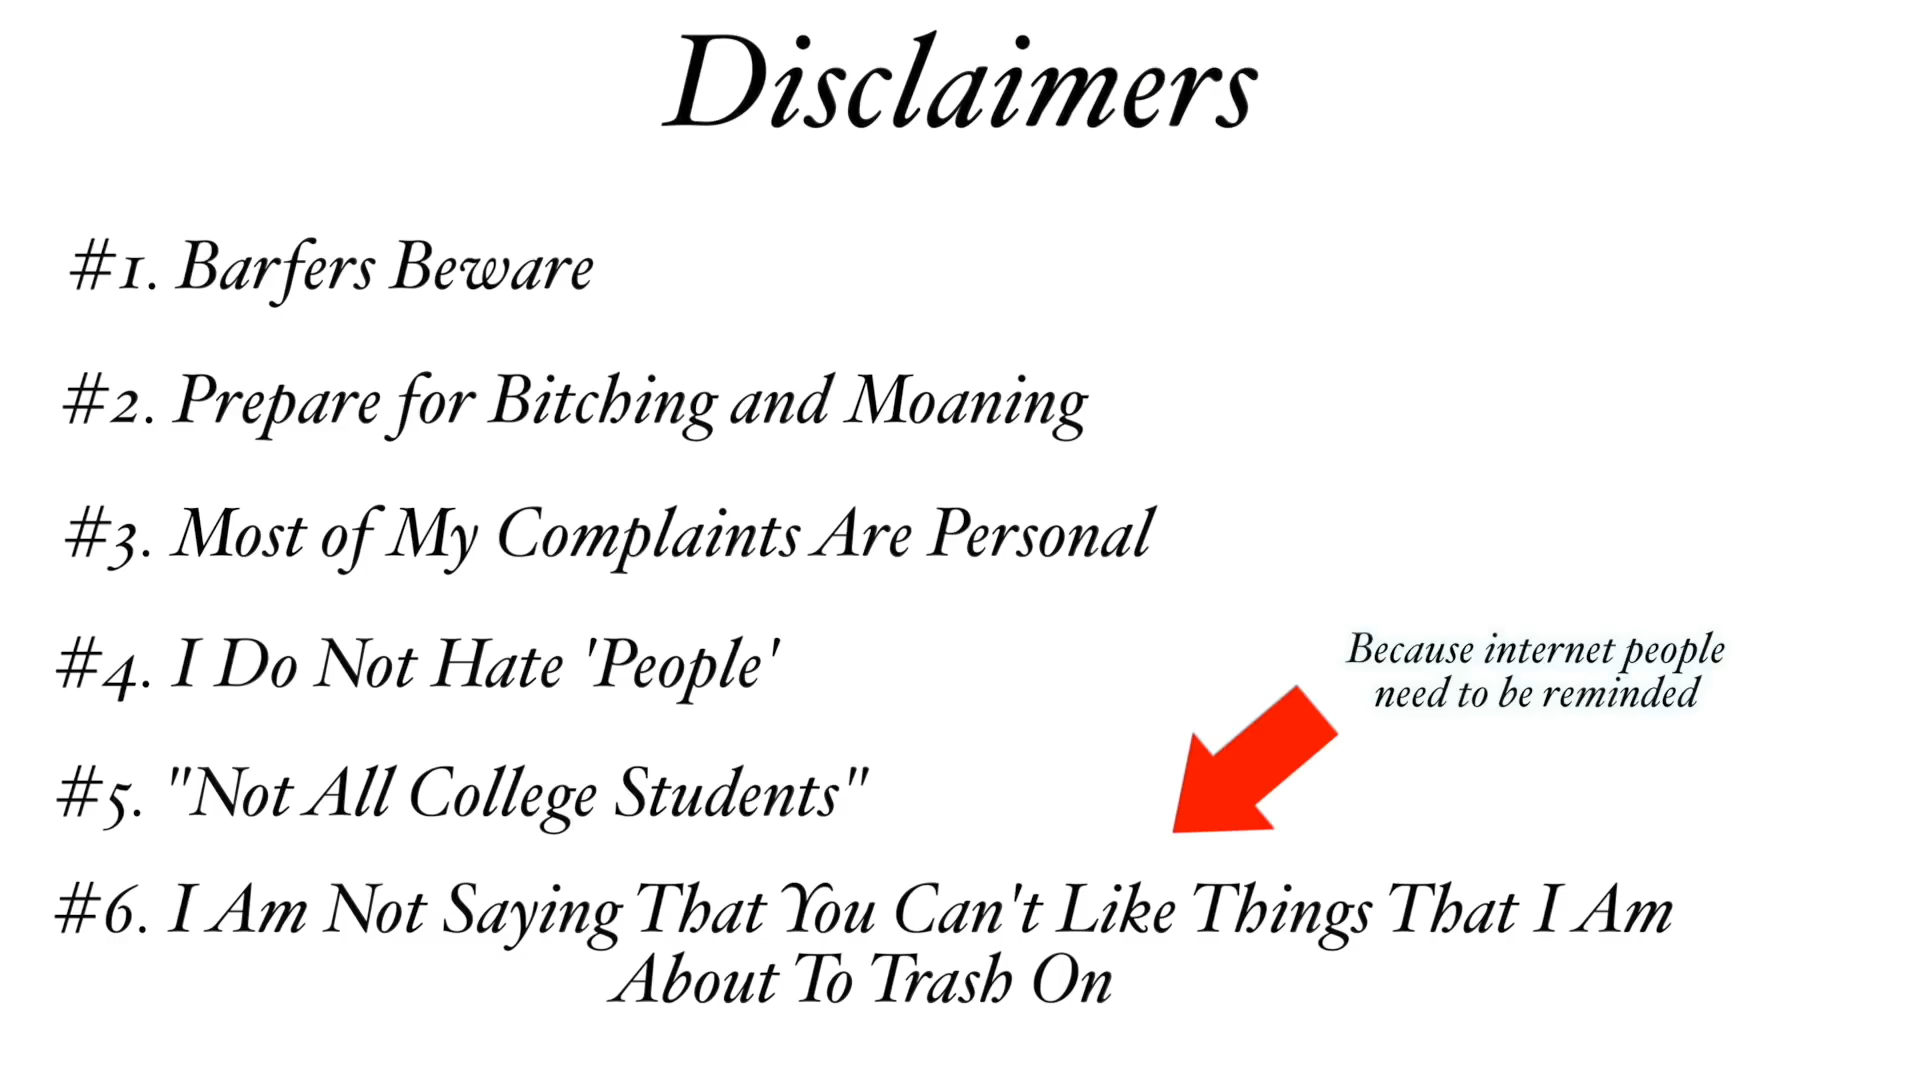 Disclaimers
#1. Barfers Beware
#2. Prepare for Bitching and Moaning
#3. Most of My Complaints Are Personal
#4. I Do Not Hate 'People'
Because internet people
need to be reminded
#5. "Not All College Students"
#6. I Am Not Saying That You Can't Like Things That I Am
About To Trash On